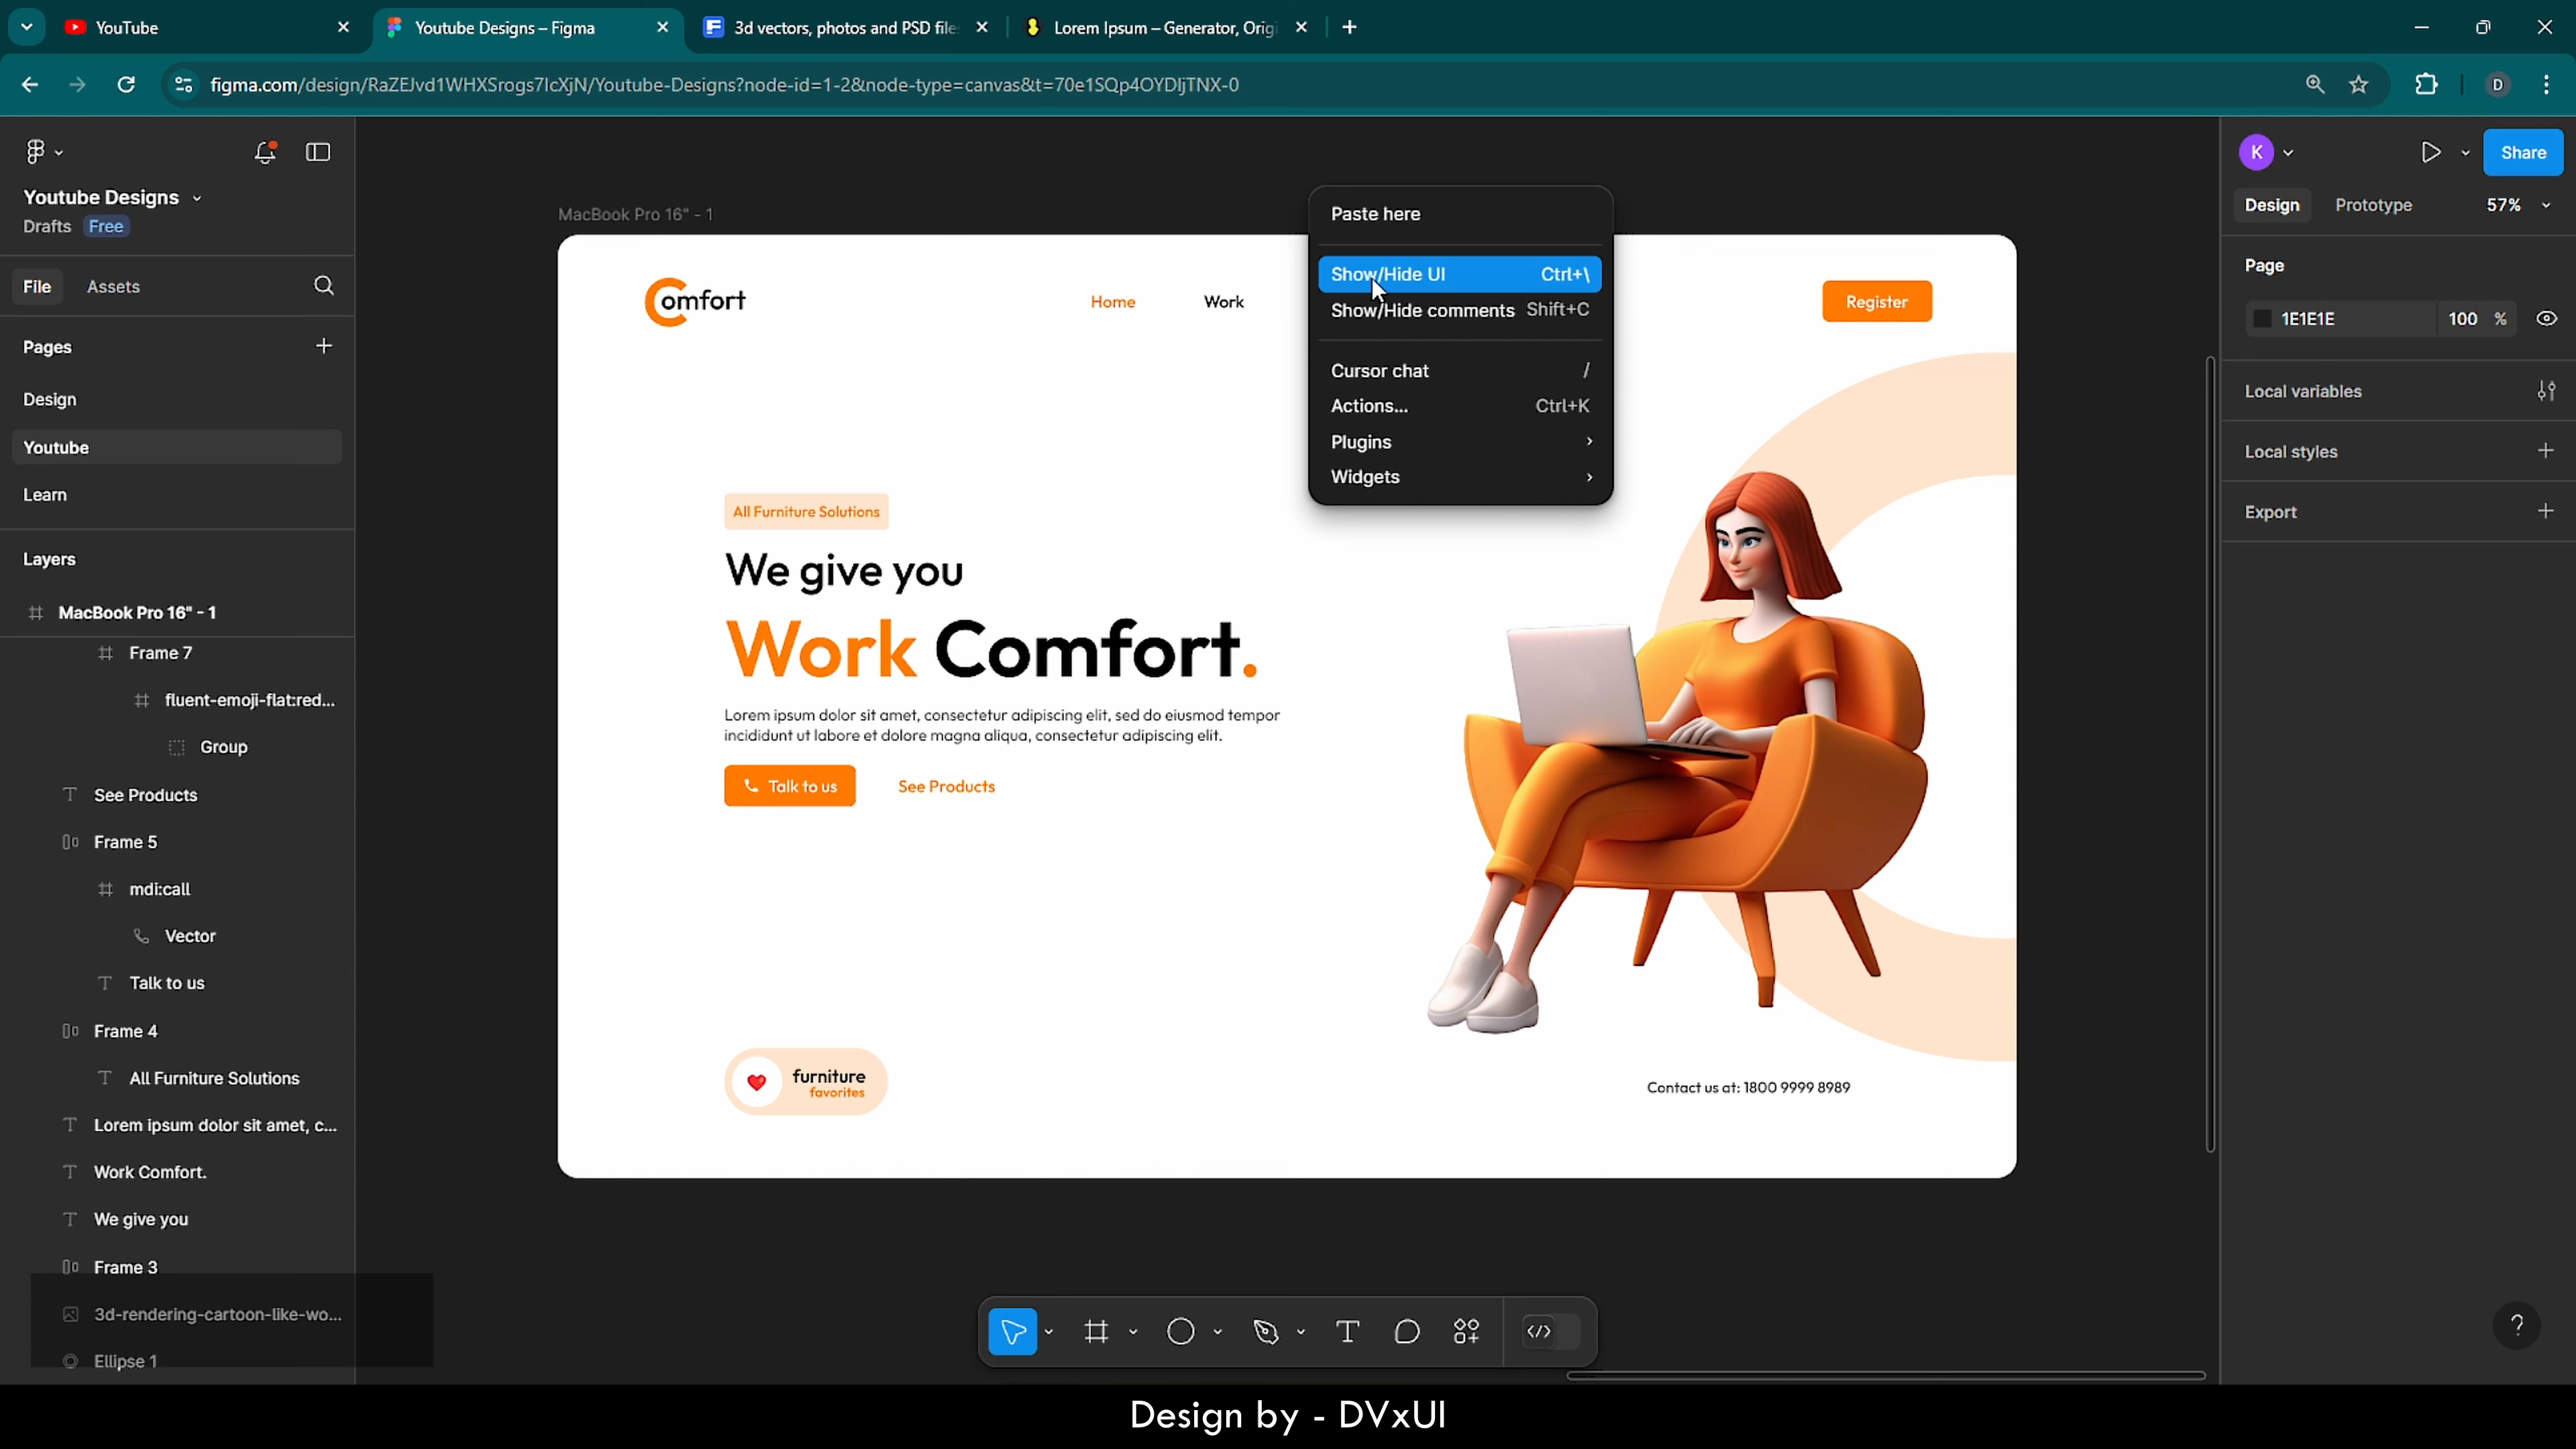 YouTube
Youtube Designs – Figma
3d vectors, photos and PSD file
Lorem Ipsum – Generator, Orig
figma.com/design/RaZEJvd1WHXSrogs7IcXjN/Youtube-Designs?node-id=1-2&node-type=canvas&t=70e1SQp4OYDIjTNX-0
D
Youtube Designs
Drafts Free
File Assets
Pages
Design
Youtube
Learn
Layers
MacBook Pro 16" - 1
Frame 7
fluent-emoji-flat:red...
Group
See Products
Frame 5
mdi:call
Vector
Talk to us
Frame 4
All Furniture Solutions
Lorem ipsum dolor sit amet, c...
Work Comfort.
We give you
Frame 3
3d-rendering-cartoon-like-wo...
Ellipse 1
MacBook Pro 16" - 1
Comfort
Home Work
Register
All Furniture Solutions
We give you
Work Comfort.
Lorem ipsum dolor sit amet, consectetur adipiscing elit, sed do eiusmod tempor
incididunt ut labore et dolore magna aliqua, consectetur adipiscing elit.
Talk to us See Products
furniture
favorites
Contact us at: 1800 9999 8989
Paste here
Show/Hide UI Ctrl+\
Show/Hide comments Shift+C
Cursor chat /
Actions... Ctrl+K
Plugins
Widgets
K
Share
Design Prototype 57%
Page
1E1E1E 100 %
Local variables
Local styles
Export
?
Design by - DVxUI